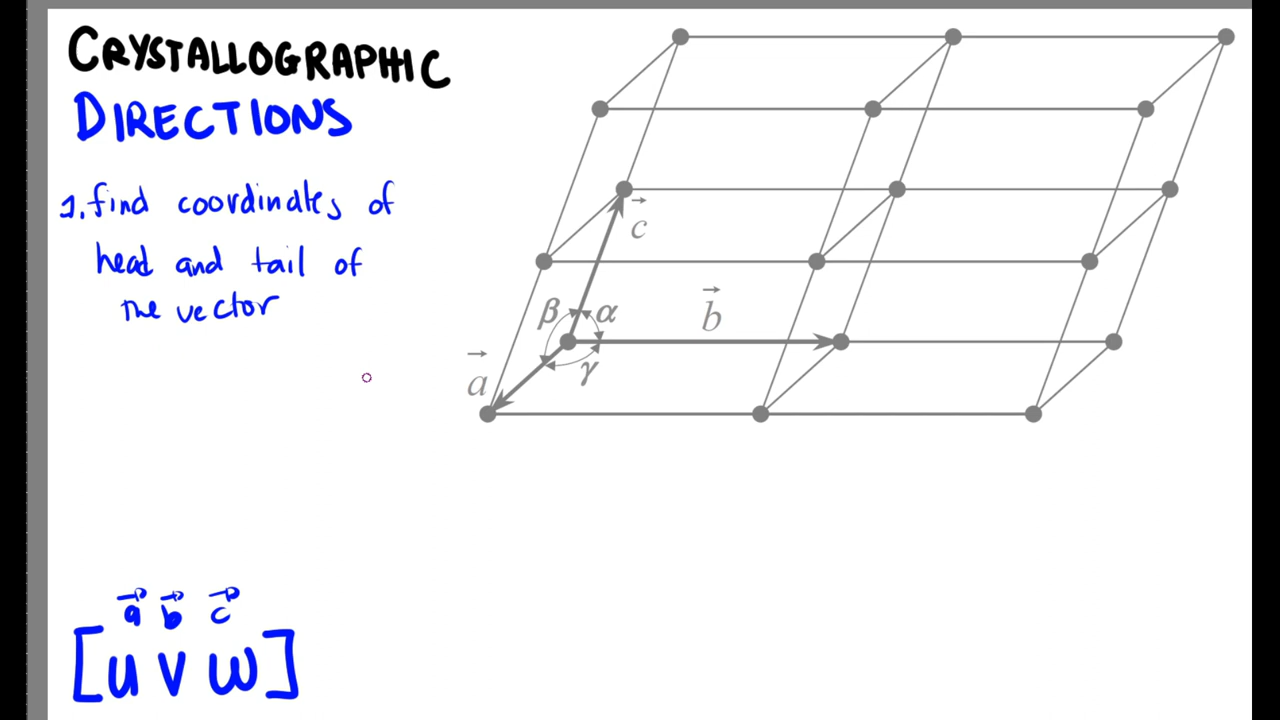 CRYSTALLOGRAPHIC
DIRECTIONS
1. find coordinates of
head and tail of
the vector
c
β α
b
a
γ
a b c
[u v w]